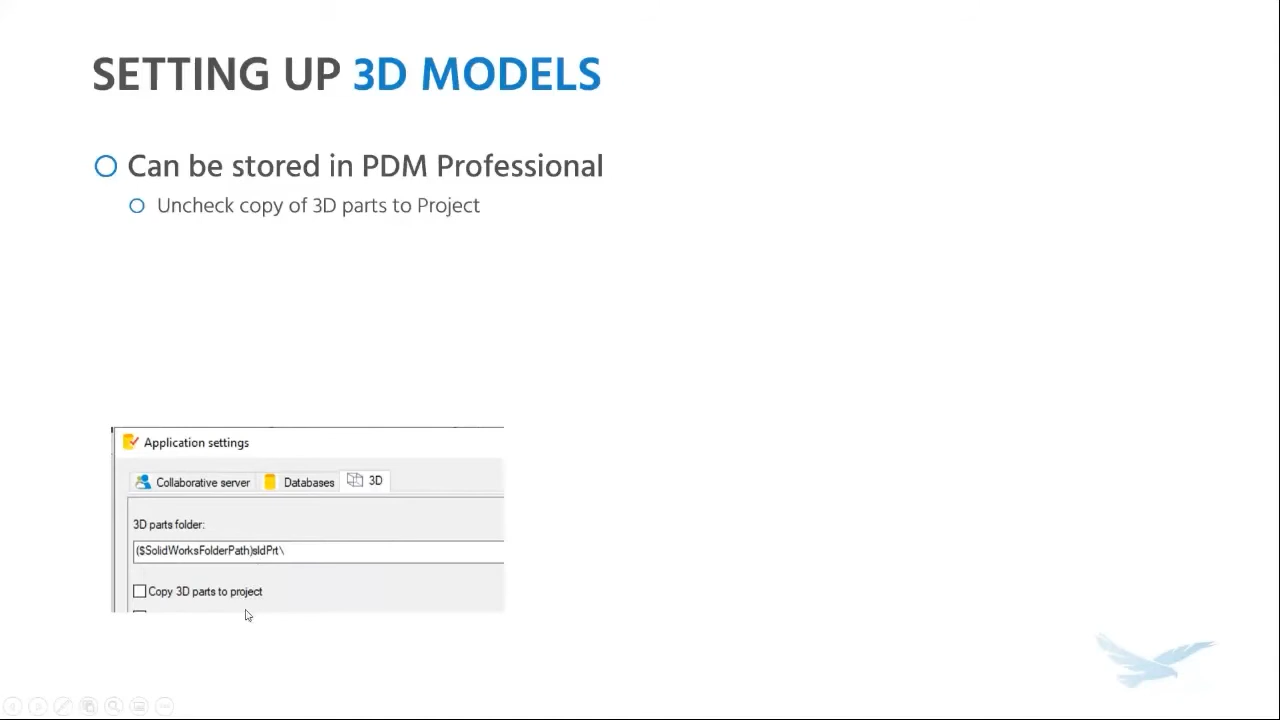 SETTING UP 3D MODELS
Can be stored in PDM Professional
Uncheck copy of 3D parts to Project
Application settings
Collaborative server Databases 3D
3D parts folder:
($SolidWorksFolderPath)sldPrt\
Copy 3D parts to project